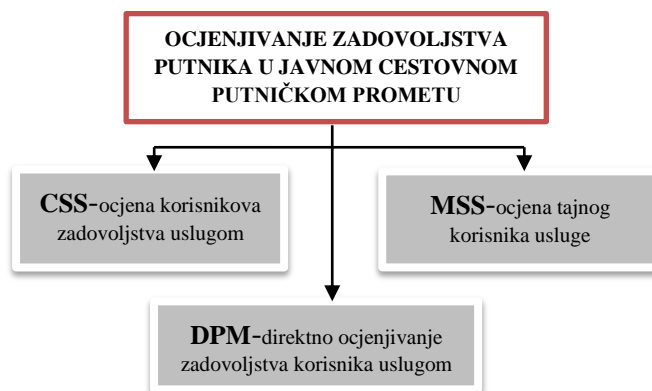 OCJENJIVANJE ZADOVOLJSTVA
PUTNIKA U JAVNOM CESTOVNOM
PUTNIČKOM PROMETU
CSS-ocjena korisnikova
zadovoljstva uslugom
MSS-ocjena tajnog
korisnika usluge
DPM-direktno ocjenjivanje
zadovoljstva korisnika uslugom